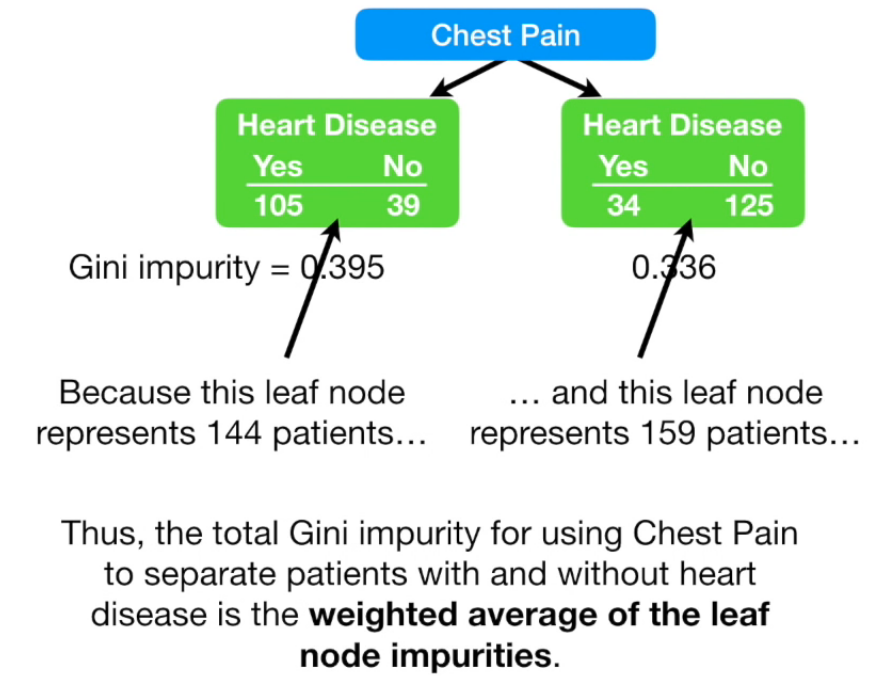 Chest Pain
Heart Disease
Yes No
105 39
Heart Disease
Yes No
34 125
Gini impurity = 0.395
0.336
Because this leaf node
represents 144 patients…
… and this leaf node
represents 159 patients…
Thus, the total Gini impurity for using Chest Pain
to separate patients with and without heart
disease is the weighted average of the leaf
node impurities.